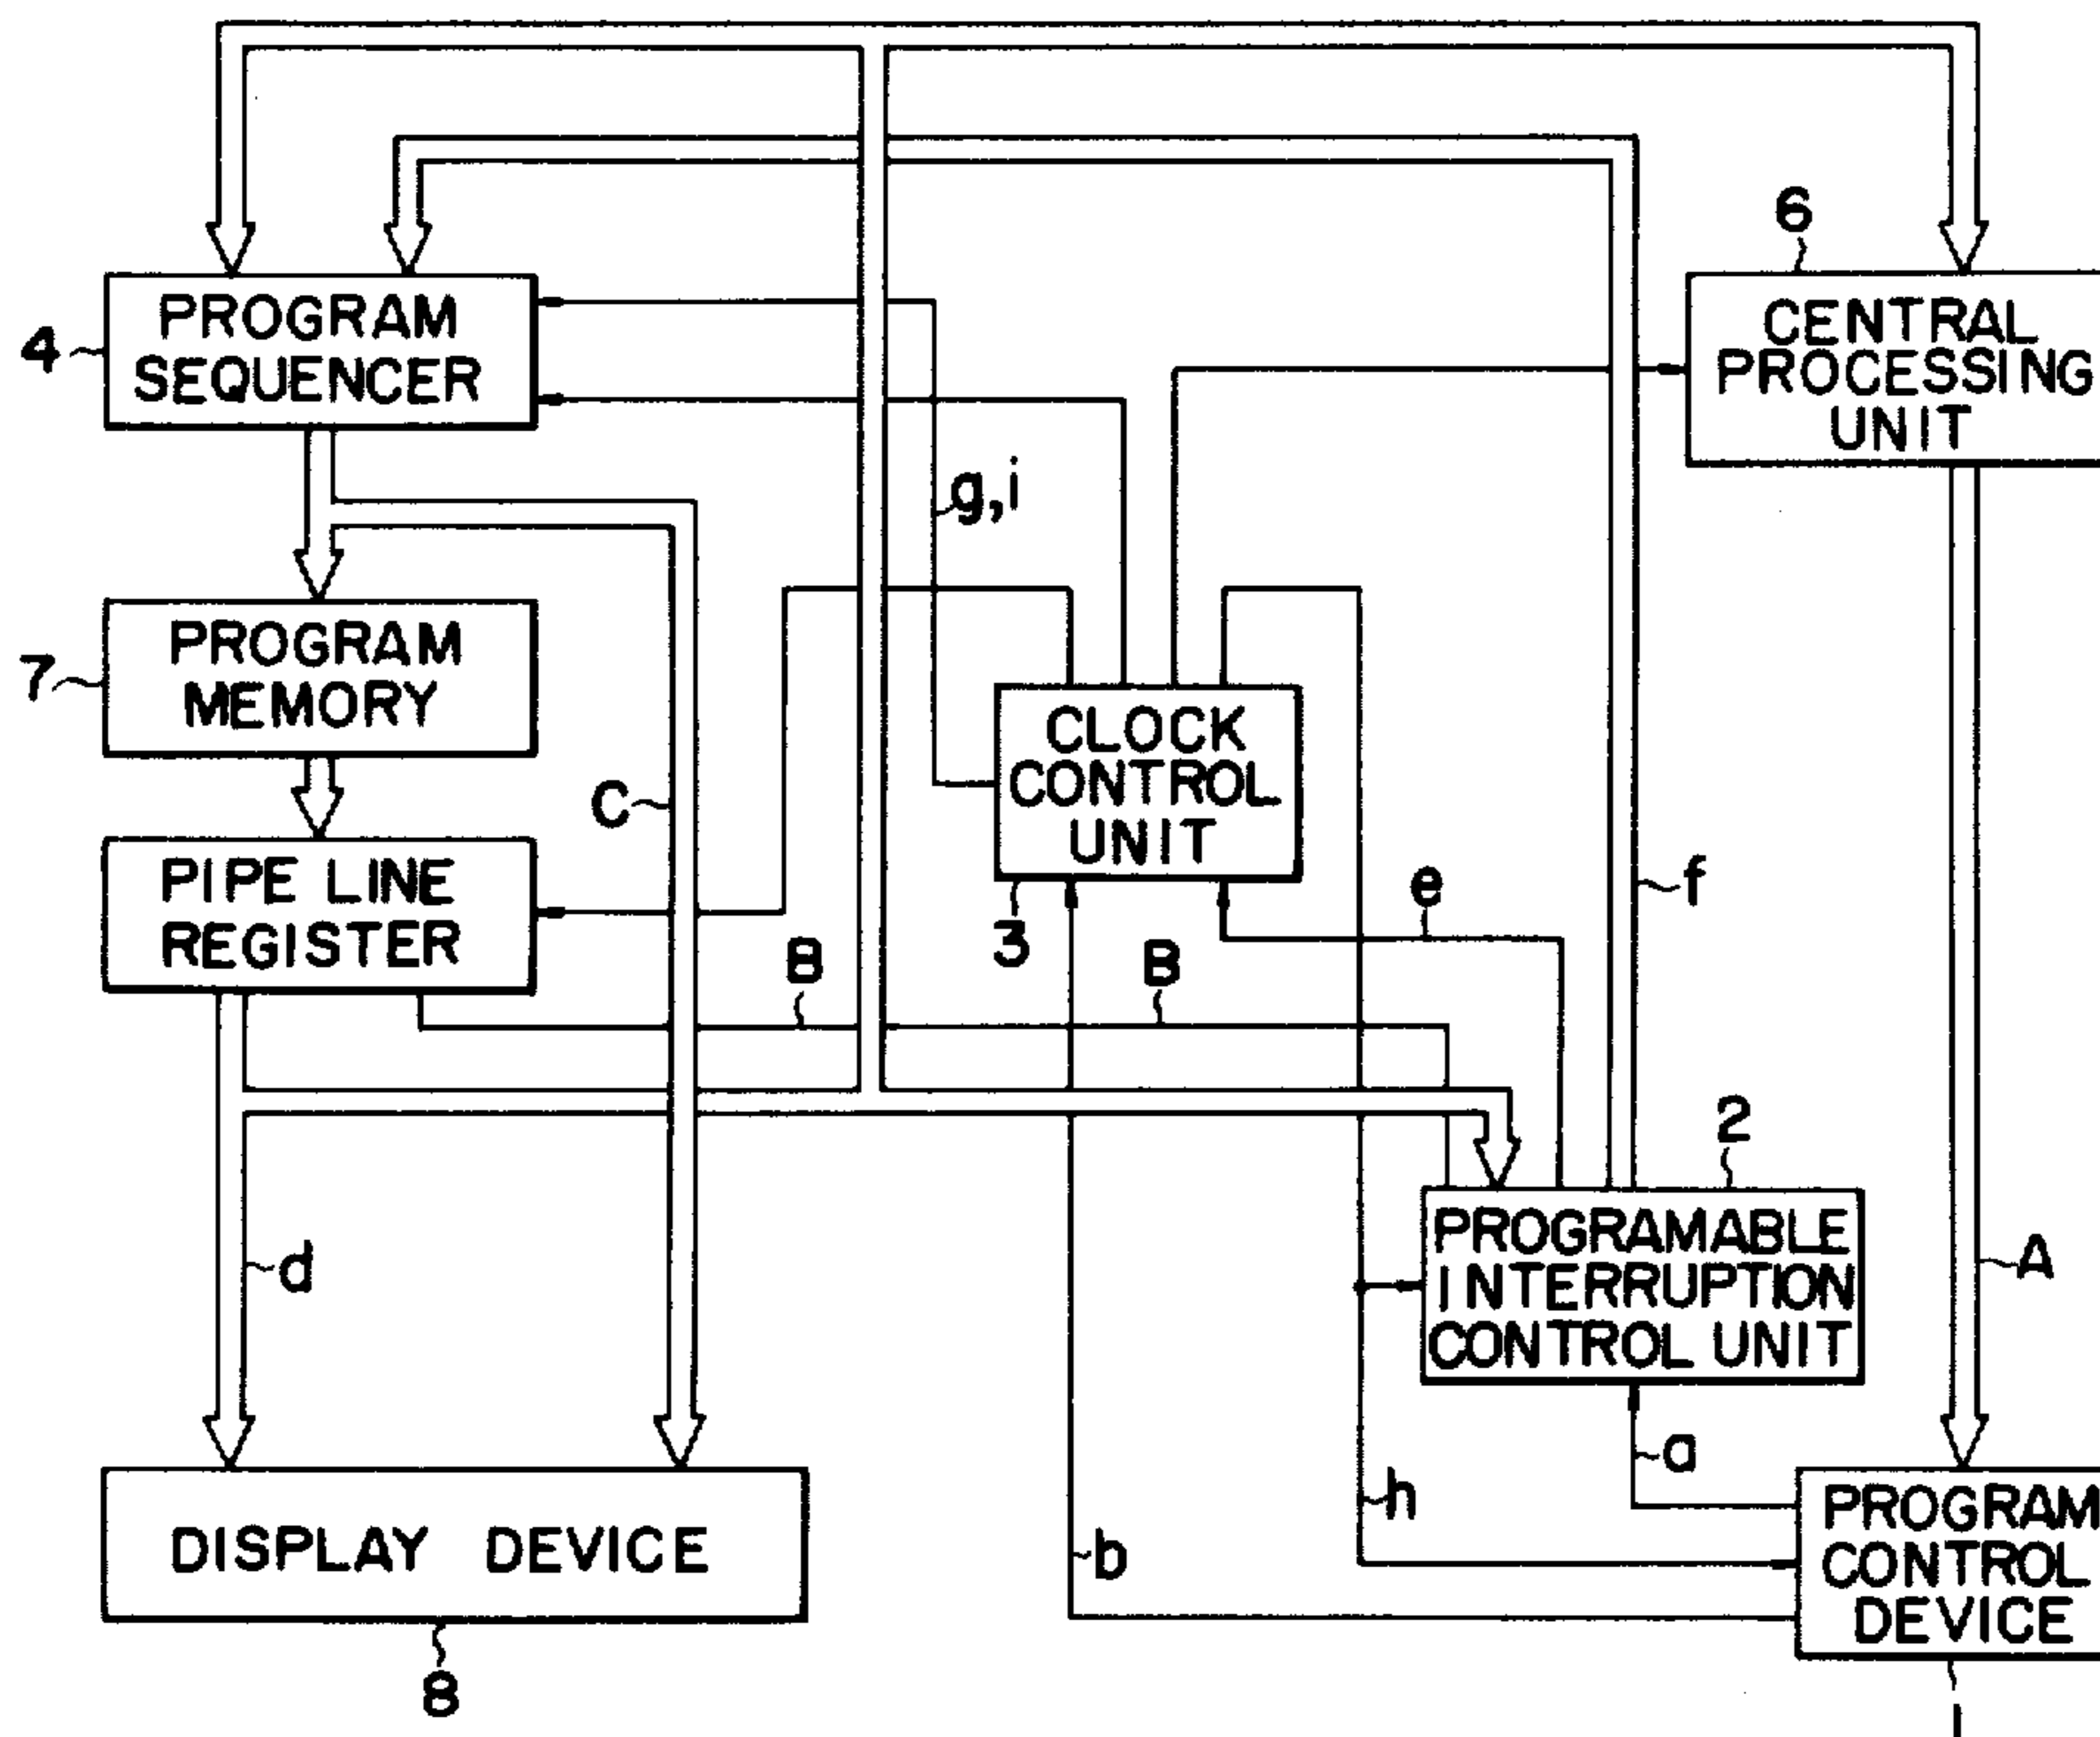 6
CENTRAL
PROCESSING
UNIT
4
PROGRAM
SEQUENCER
g,i
7
PROGRAM
MEMORY
CLOCK
CONTROL
UNIT
C
PIPE LINE
REGISTER
3
e
f
B
B
2
PROGRAMABLE
INTERRUPTION
CONTROL UNIT
d
A
a
h
b
DISPLAY DEVICE
PROGRAM
CONTROL
DEVICE
8
1